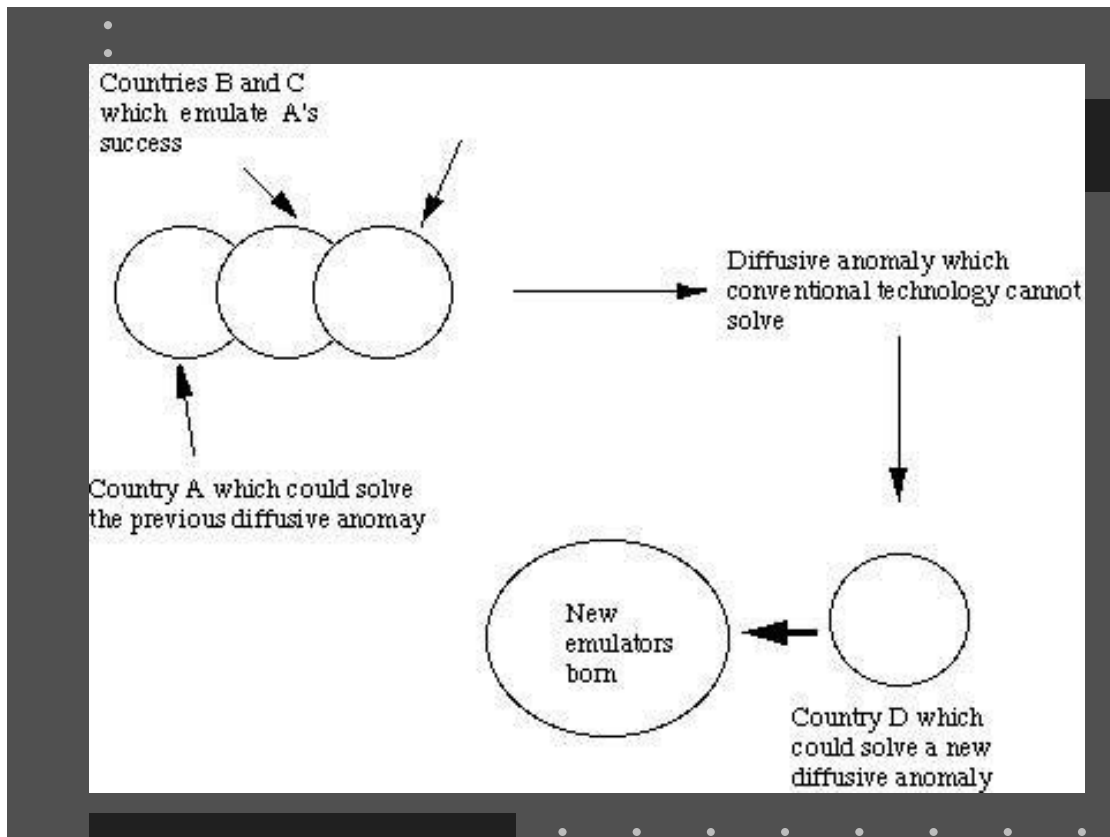 Countries B and C
which emulate A's
success
Diffusive anomaly which
conventional technology cannot
solve
Country A which could solve
the previous diffusive anomay
New
emulators
born
Country D which
could solve a new
diffusive anomaly